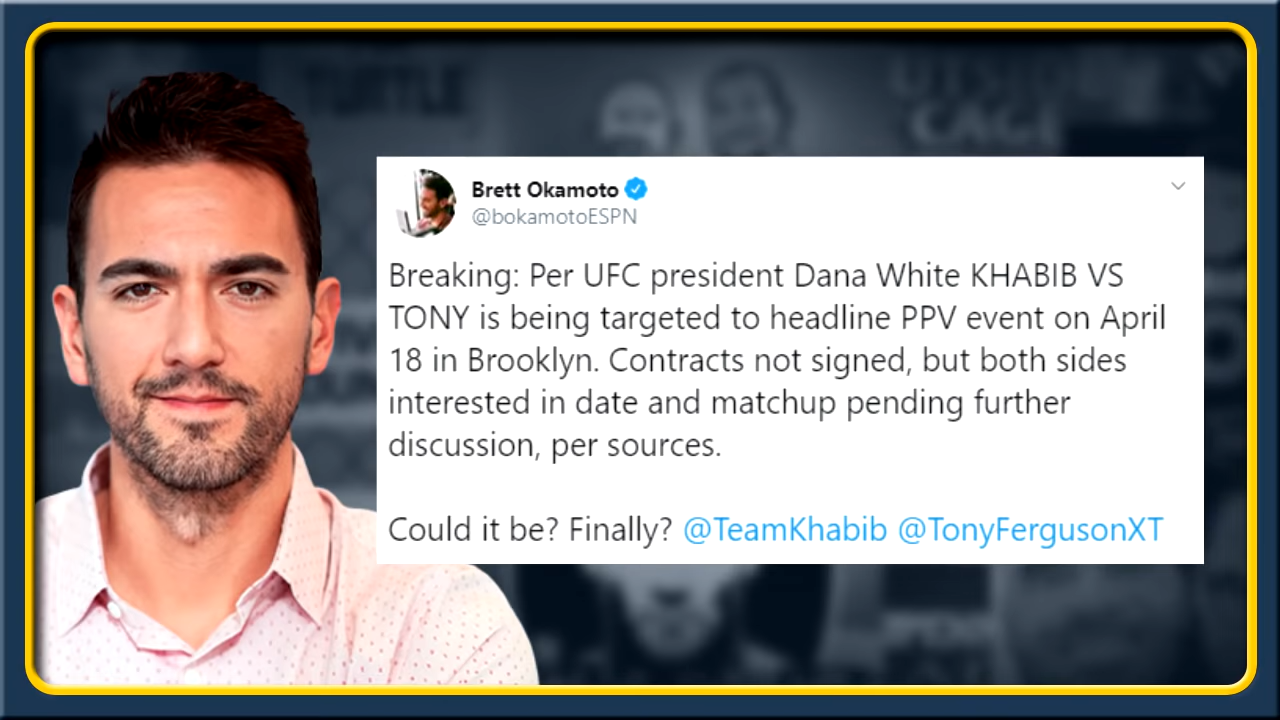 Brett Okamoto
@bokamotoESPN
Breaking: Per UFC president Dana White KHABIB VS
TONY is being targeted to headline PPV event on April
18 in Brooklyn. Contracts not signed, but both sides
interested in date and matchup pending further
discussion, per sources.
Could it be? Finally? @TeamKhabib @TonyFergusonXT